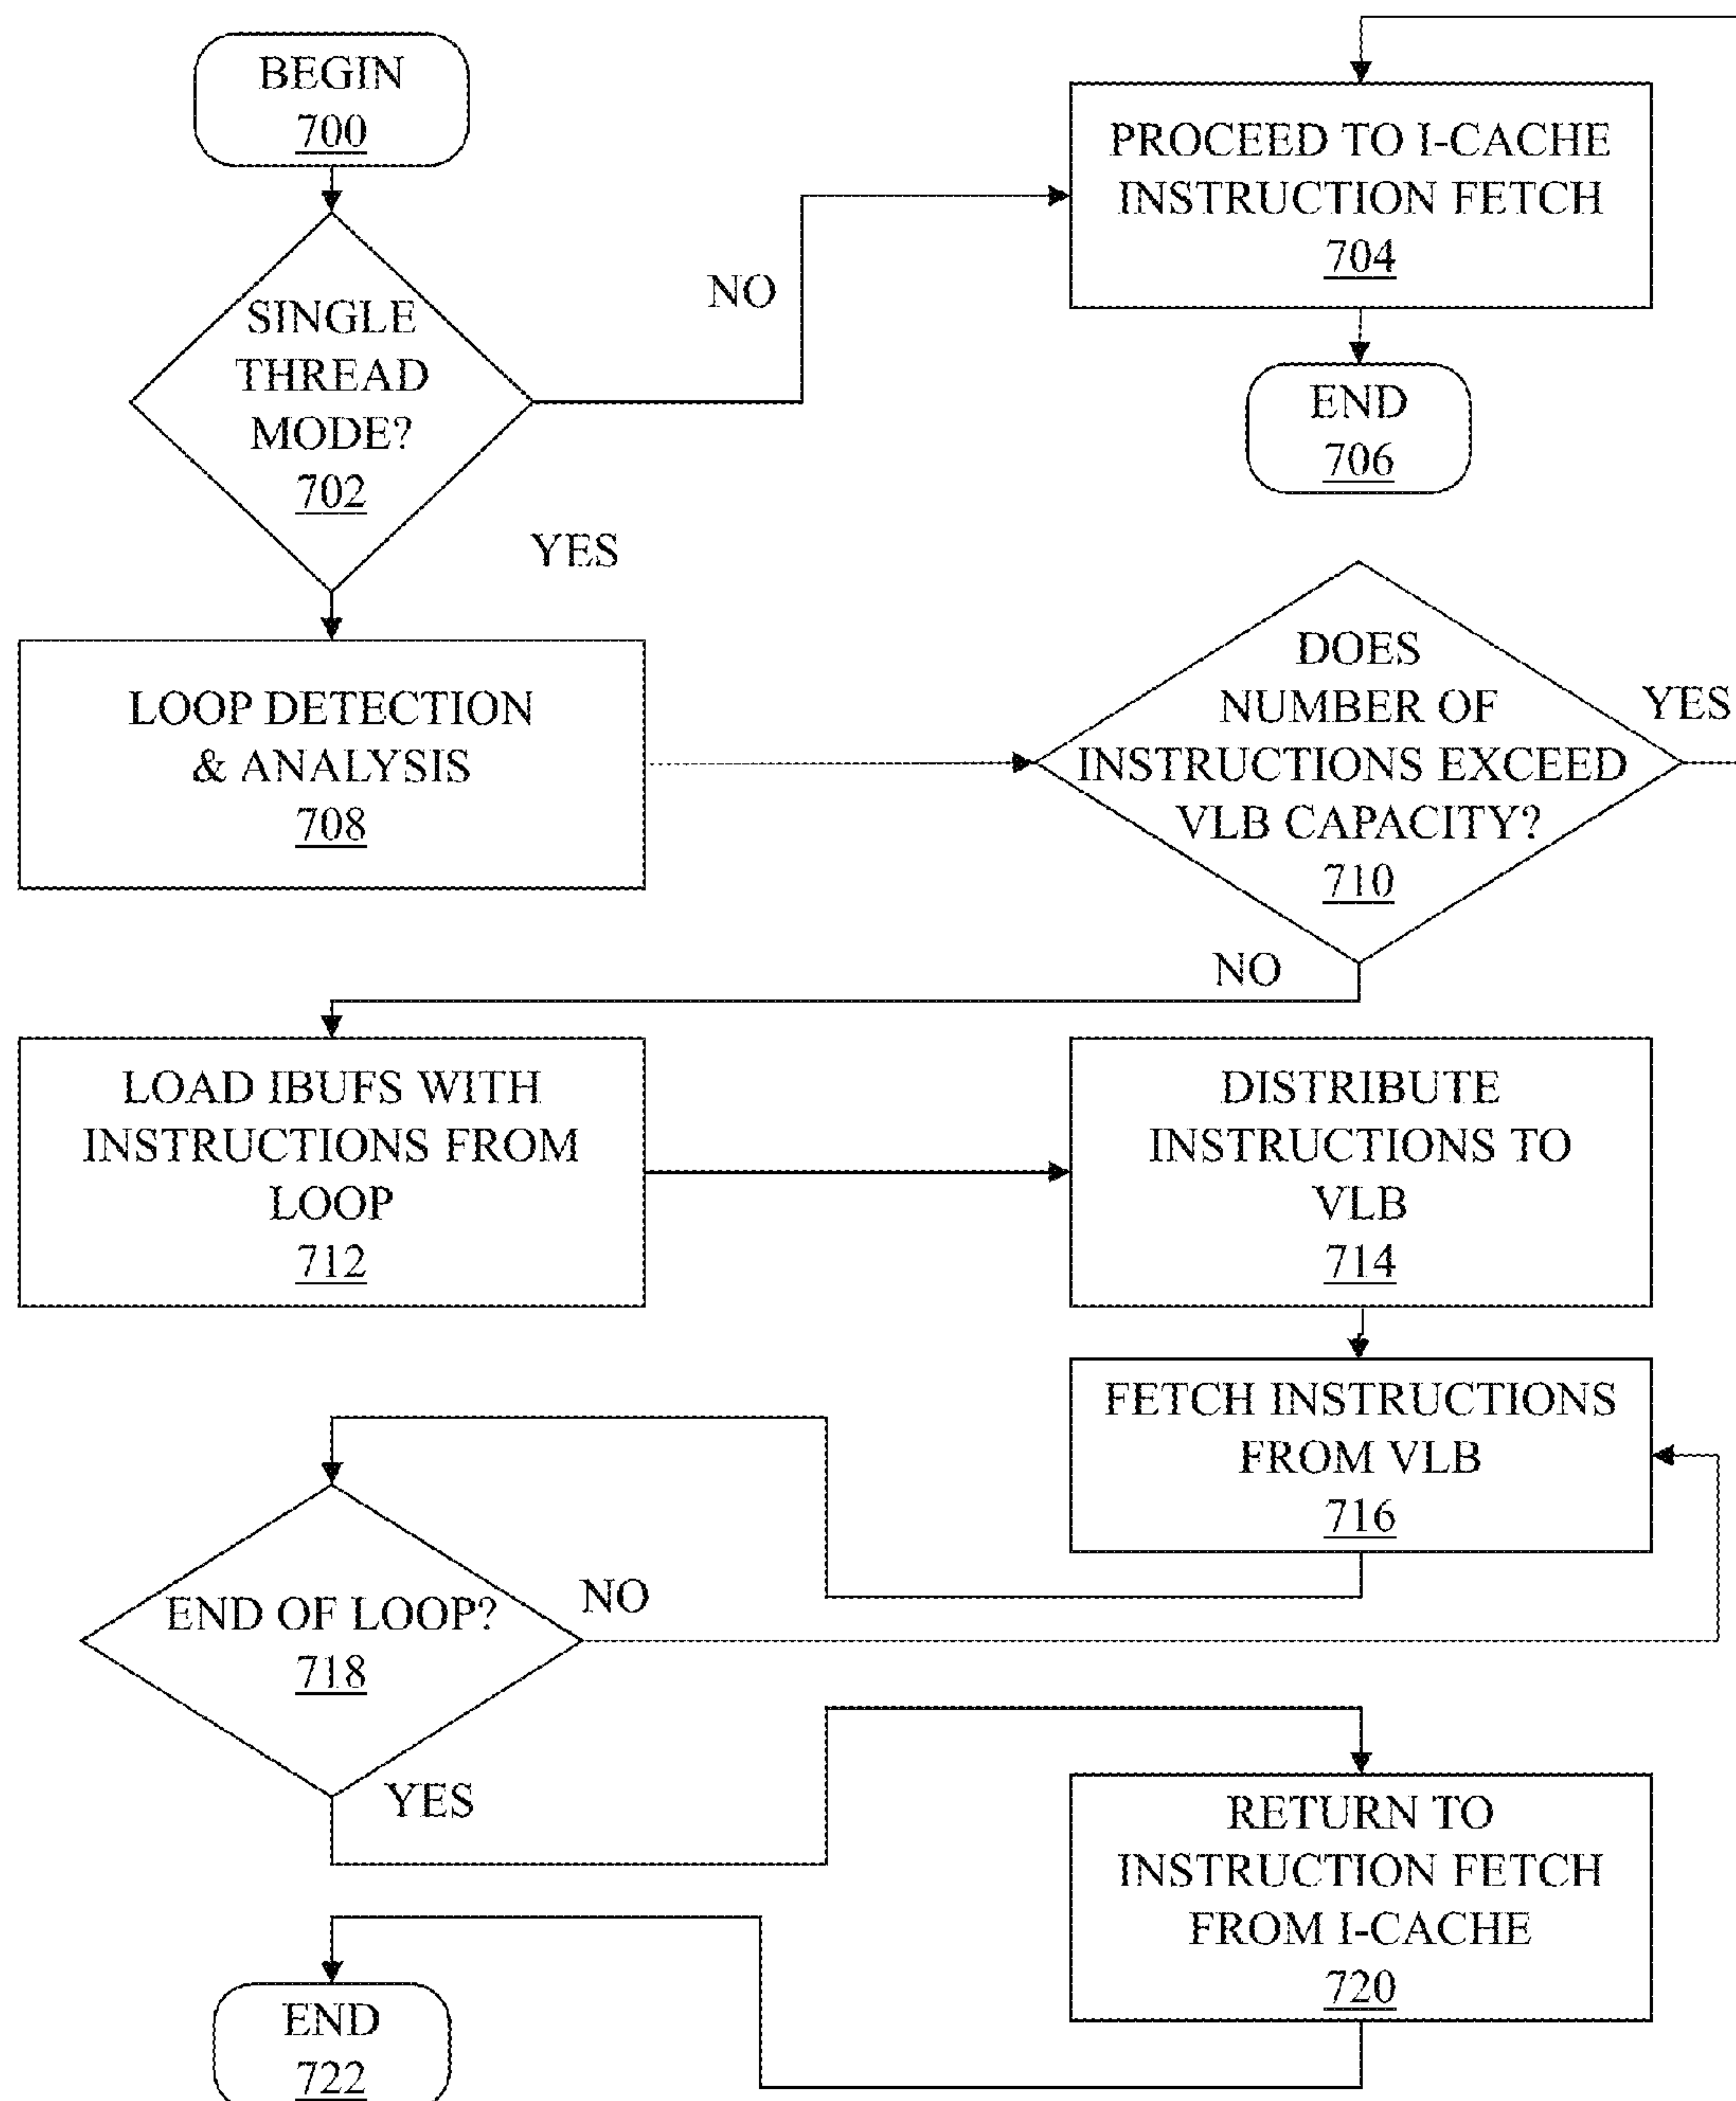 BEGIN
700
PROCEED TO I-CACHE
INSTRUCTION FETCH
704
NO
SINGLE
THREAD
MODE?
702
END
706
YES
LOOP DETECTION
& ANALYSIS
708
DOES
NUMBER OF
INSTRUCTIONS EXCEED
VLB CAPACITY?
710
YES
NO
LOAD IBUFS WITH
INSTRUCTIONS FROM
LOOP
712
DISTRIBUTE
INSTRUCTIONS TO
VLB
714
FETCH INSTRUCTIONS
FROM VLB
716
END OF LOOP?
718
NO
YES
RETURN TO
INSTRUCTION FETCH
FROM I-CACHE
720
END
722